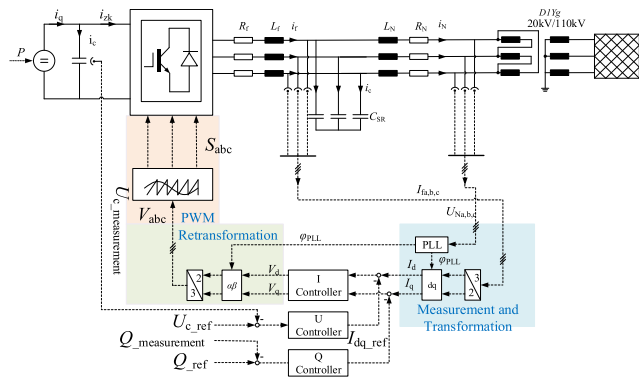 D1Yg
20kV/110kV
i_q
i_zk
R_f
L_f
i_f
L_N
R_N
i_N
P
i_c
=
i_c
C_SR
S_abc
U_c_measurement
V_abc
PWM
Retransformation
I_fa,b,c
U_Na,b,c
φ_PLL
PLL
φ_PLL
2
3
αβ
V_d
V_q
I
Controller
I_d
I_q
dq
3
2
Measurement and
Transformation
U_c_ref
-
U
Controller
I_dq_ref
-
-
Q_measurement
Q_ref
-
Q
Controller